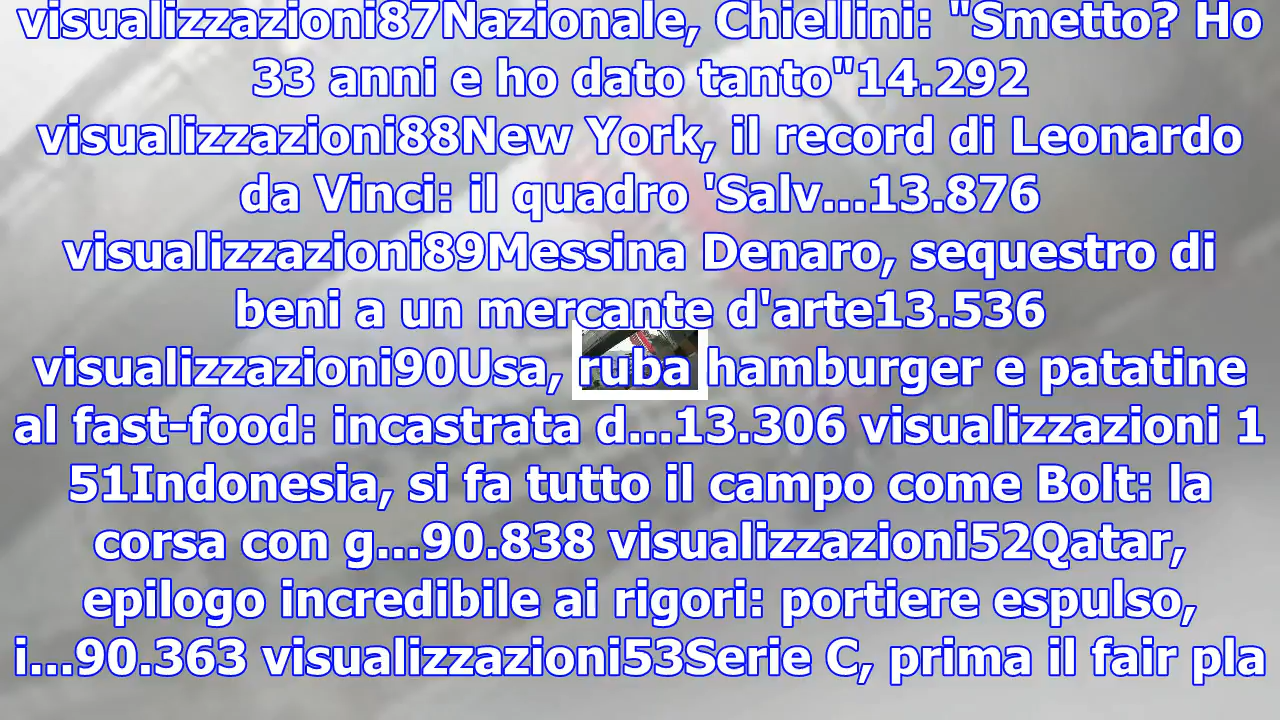 visualizzazioni87Nazionale, Chiellini: "Smetto? Ho
33 anni e ho dato tanto"14.292
visualizzazioni88New York, il record di Leonardo
da Vinci: il quadro 'Salv...13.876
visualizzazioni89Messina Denaro, sequestro di
beni a un mercante d'arte13.536
visualizzazioni90Usa, ruba hamburger e patatine
al fast-food: incastrata d...13.306 visualizzazioni 1
51Indonesia, si fa tutto il campo come Bolt: la
corsa con g...90.838 visualizzazioni52Qatar,
epilogo incredibile ai rigori: portiere espulso,
i...90.363 visualizzazioni53Serie C, prima il fair pla